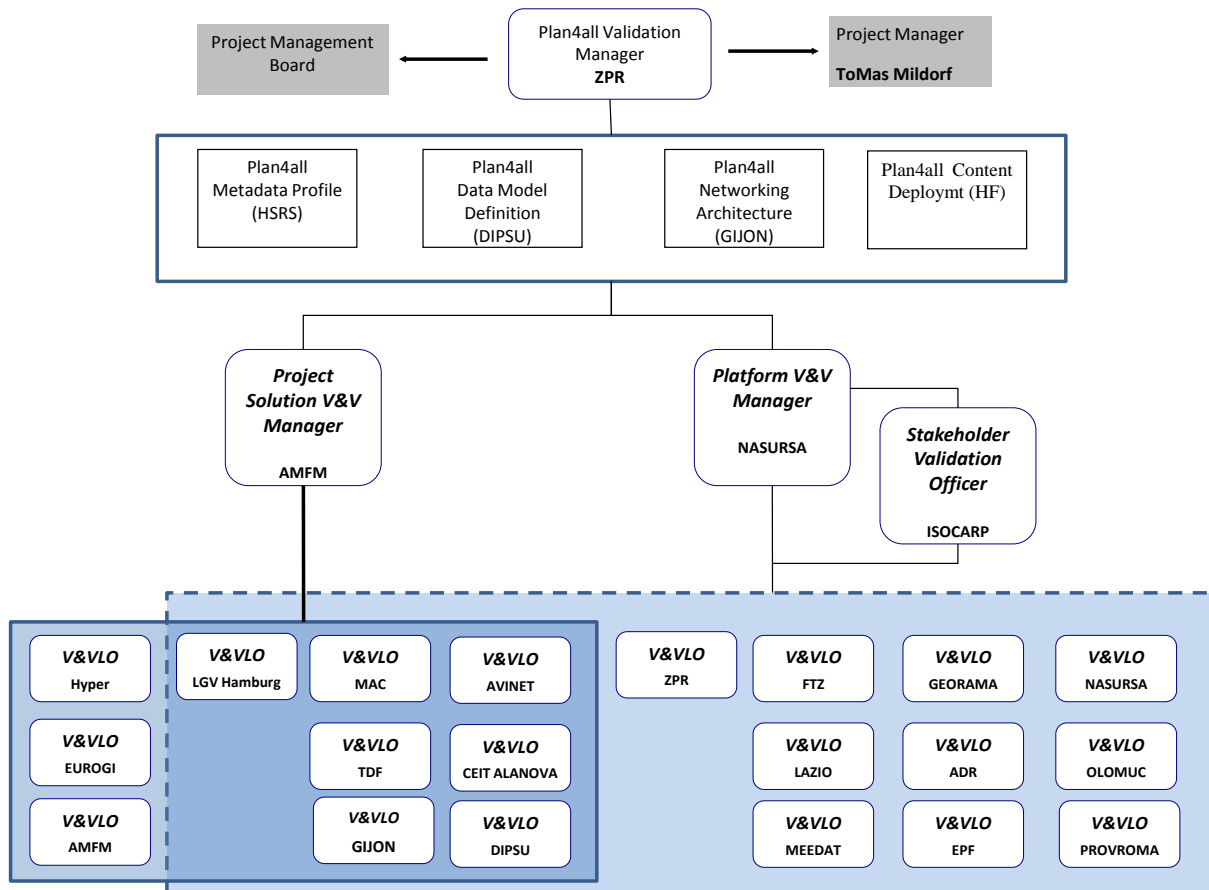 Project Management
Board
Plan4all Validation
Manager
ZPR
Project Manager
ToMas Mildorf
Plan4all
Metadata Profile
(HSRS)
Plan4all
Data Model
Definition
(DIPSU)
Plan4all
Networking
Architecture
(GIJON)
Plan4all Content
Deploymt (HF)
Project
Solution V&V
Manager
AMFM
Platform V&V
Manager
NASURSA
Stakeholder
Validation
Officer
ISOCARP
V&VLO
Hyper
V&VLO
LGV Hamburg
V&VLO
MAC
V&VLO
AVINET
V&VLO
ZPR
V&VLO
FTZ
V&VLO
GEORAMA
V&VLO
NASURSA
V&VLO
EUROGI
V&VLO
TDF
V&VLO
CEIT ALANOVA
V&VLO
LAZIO
V&VLO
ADR
V&VLO
OLOMUC
V&VLO
AMFM
V&VLO
GIJON
V&VLO
DIPSU
V&VLO
MEEDAT
V&VLO
EPF
V&VLO
PROVROMA